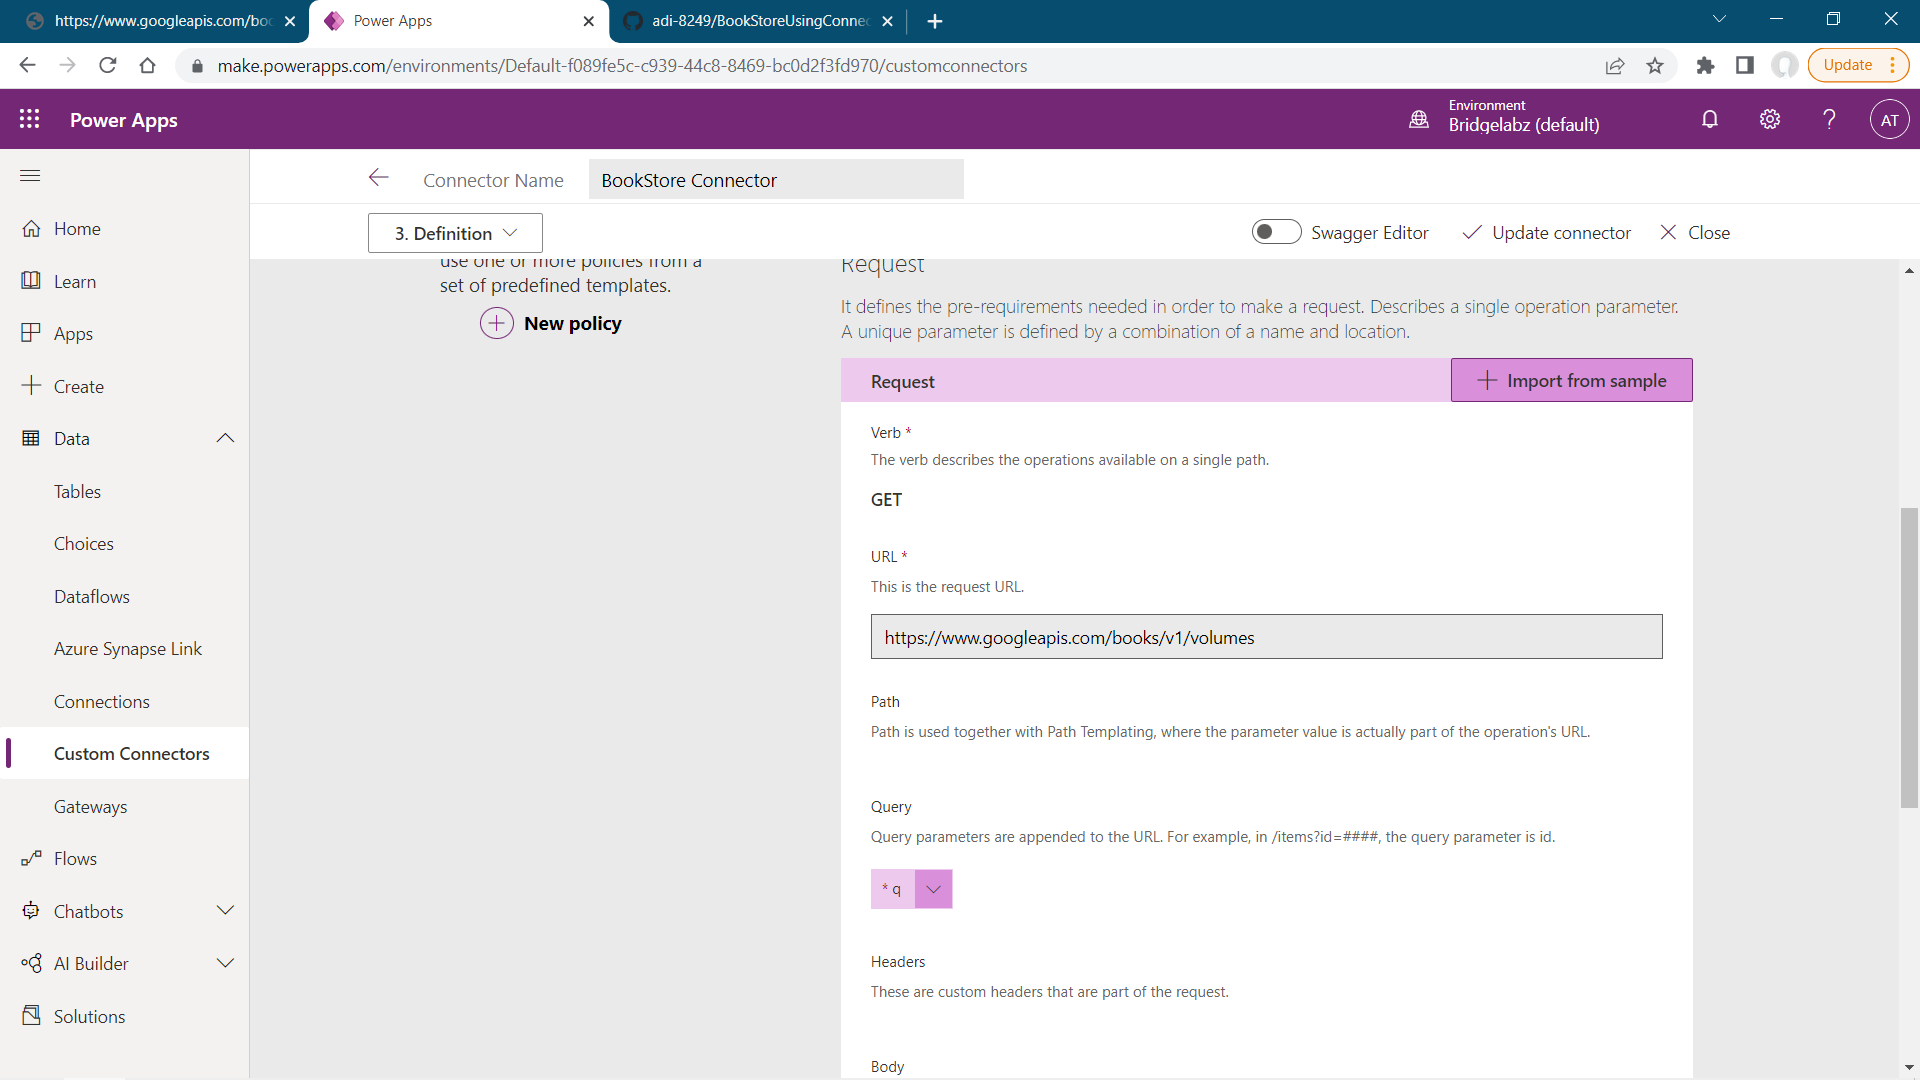 https://www.googleapis.com/boo
Power Apps
adi-8249/BookStoreUsingConnec
make.powerapps.com/environments/Default-f089fe5c-c939-44c8-8469-bc0d2f3fd970/customconnectors
Update
Power Apps
Environment
Bridgelabz (default)
AT
Connector Name
BookStore Connector
3. Definition
Swagger Editor
Update connector
Close
Home
Learn
Apps
Create
Data
Tables
Choices
Dataflows
Azure Synapse Link
Connections
Custom Connectors
Gateways
Flows
Chatbots
AI Builder
Solutions
use one or more policies from a
set of predefined templates.
New policy
Request
It defines the pre-requirements needed in order to make a request. Describes a single operation parameter.
A unique parameter is defined by a combination of a name and location.
Request
Import from sample
Verb *
The verb describes the operations available on a single path.
GET
URL *
This is the request URL.
https://www.googleapis.com/books/v1/volumes
Path
Path is used together with Path Templating, where the parameter value is actually part of the operation's URL.
Query
Query parameters are appended to the URL. For example, in /items?id=####, the query parameter is id.
* q
Headers
These are custom headers that are part of the request.
Body